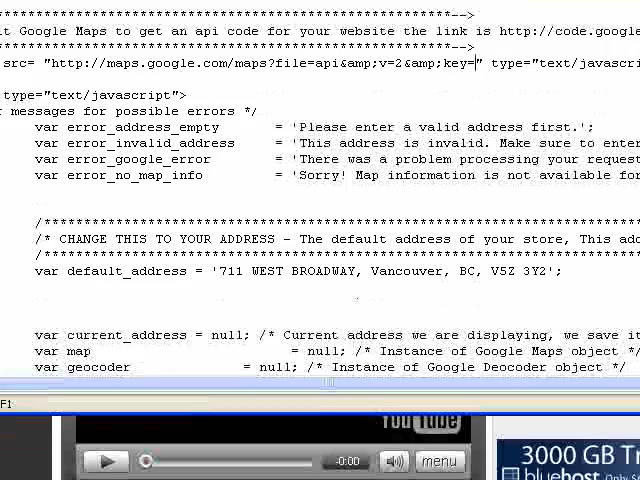 *********************************************************-->
it Google Maps to get an api code for your website the link is http://code.google
*********************************************************-->
src= "http://maps.google.com/maps?file=api&amp;v=2&amp;key=" type="text/javascri
type="text/javascript">
r messages for possible errors */
var error_address_empty = 'Please enter a valid address first.';
var error_invalid_address = 'This address is invalid. Make sure to enter
var error_google_error = 'There was a problem processing your request
var error_no_map_info = 'Sorry! Map information is not available for
/***************************************************************************
/* CHANGE THIS TO YOUR ADDRESS - The default address of your store, This add
/***************************************************************************
var default_address = '711 WEST BROADWAY, Vancouver, BC, V5Z 3Y2';
var current_address = null; /* Current address we are displaying, we save it
var map = null; /* Instance of Google Maps object */
var geocoder = null; /* Instance of Google Deocoder object */
F1
YouTube
-0:00 menu
3000 GB Tr
bluehost Only $